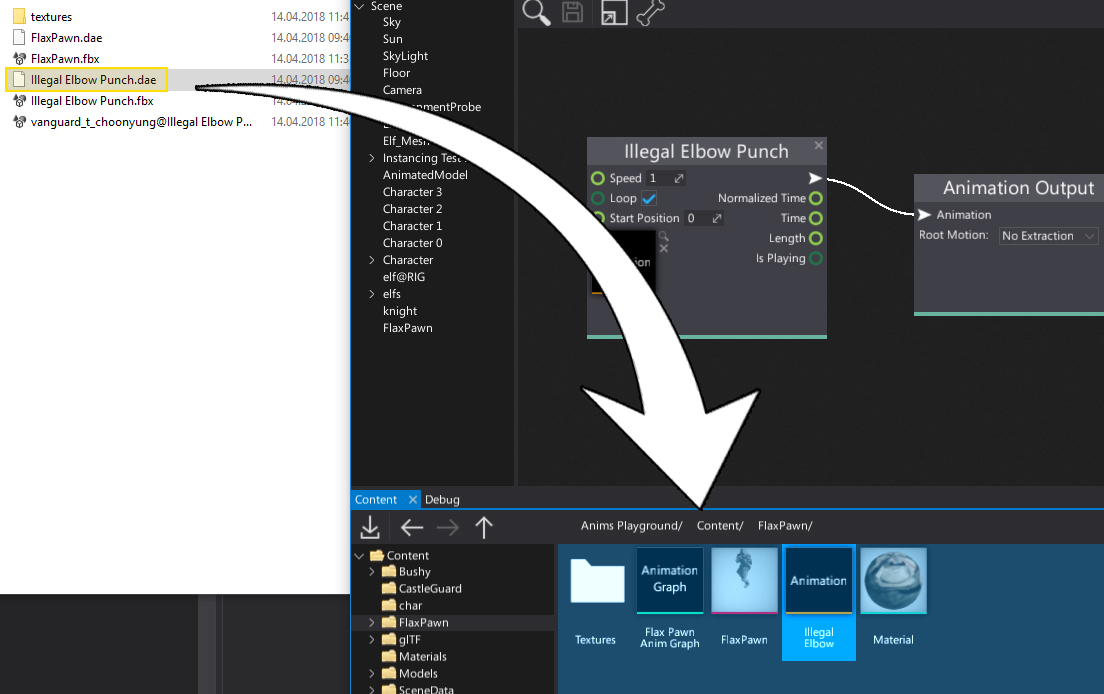 textures
14.04.2018 11:4
FlaxPawn.dae
14.04.2018 09:4
FlaxPawn.fbx
14.04.2018 11:3
Illegal Elbow Punch.dae
14.04.2018 09:4
Illegal Elbow Punch.fbx
14.04.2018 11:4
vanguard_t_choonyung@Illegal Elbow P...
14.04.2018 11:4
Scene
Sky
Sun
SkyLight
Floor
Camera
onmentProbe
Elf_Mesh
Instancing Test
AnimatedModel
Character 3
Character 2
Character 1
Character 0
Character
elf@RIG
elfs
knight
FlaxPawn
Illegal Elbow Punch
Speed 1
Loop
Normalized Time
Start Position 0
Time
Length
Is Playing
Animation Output
Animation
Root Motion: No Extraction
Content
Debug
Anims Playground/ Content/ FlaxPawn/
Content
Bushy
CastleGuard
char
FlaxPawn
glTF
Materials
Models
SceneData
Textures
Animation
Graph
Flax Pawn
Anim Graph
FlaxPawn
Animation
Illegal
Elbow
Material